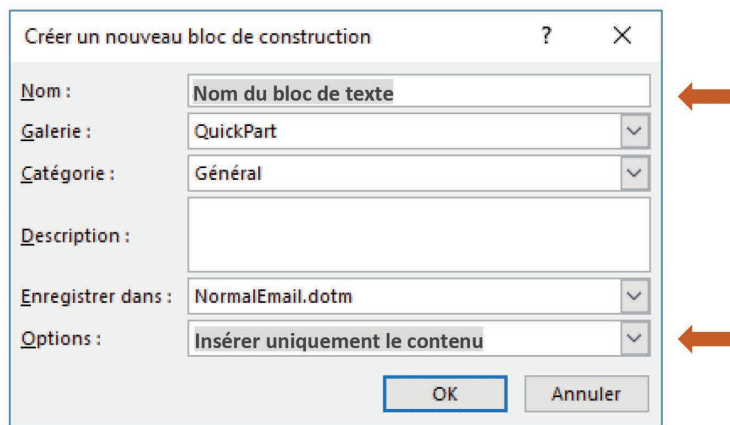 Créer un nouveau bloc de construction ?
Nom : Nom du bloc de texte
Galerie : QuickPart
Catégorie : Général
Description :
Enregistrer dans : NormalEmail.dotm
Options : Insérer uniquement le contenu
OK Annuler